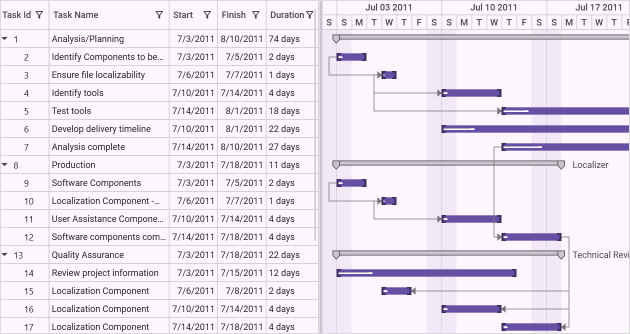 Task Id Task Name Start Finish Duration Jul 03 2011 Jul 10 2011 Jul 17 2011
S S M T W T F S S M T W T F S S M T W T
1 Analysis/Planning 7/3/2011 8/10/2011 74 days
2 Identify Components to be... 7/3/2011 7/5/2011 2 days
3 Ensure file localizability 7/6/2011 7/7/2011 1 days
4 Identify tools 7/10/2011 7/14/2011 4 days
5 Test tools 7/14/2011 8/1/2011 18 days
6 Develop delivery timeline 7/10/2011 8/1/2011 22 days
7 Analysis complete 7/14/2011 8/10/2011 27 days
8 Production 7/3/2011 7/18/2011 11 days Localizer
9 Software Components 7/3/2011 7/5/2011 2 days
10 Localization Component -... 7/6/2011 7/7/2011 1 days
11 User Assistance Compone... 7/10/2011 7/14/2011 4 days
12 Software components com... 7/14/2011 7/18/2011 4 days
13 Quality Assurance 7/3/2011 7/18/2011 22 days Technical Revi
14 Review project information 7/3/2011 7/15/2011 12 days
15 Localization Component 7/6/2011 7/8/2011 2 days
16 Localization Component 7/10/2011 7/14/2011 4 days
17 Localization Component 7/14/2011 7/18/2011 4 days